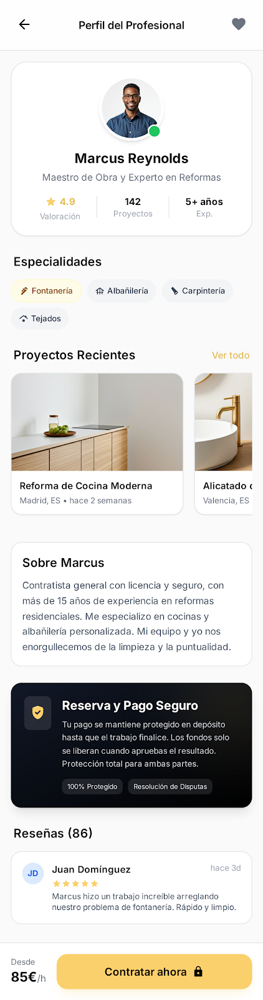 Perfil del Profesional
Marcus Reynolds
Maestro de Obra y Experto en Reformas
4.9
Valoración
142
Proyectos
5+ años
Exp.
Especialidades
Fontanería
Albañilería
Carpintería
Tejados
Proyectos Recientes
Ver todo
Reforma de Cocina Moderna
Madrid, ES • hace 2 semanas
Alicatado
Valencia, ES
Sobre Marcus
Contratista general con licencia y seguro, con
más de 15 años de experiencia en reformas
residenciales. Me especializo en cocinas y
albañilería personalizada. Mi equipo y yo nos
enorgullecemos de la limpieza y la puntualidad.
Reserva y Pago Seguro
Tu pago se mantiene protegido en depósito
hasta que el trabajo finalice. Los fondos solo
se liberan cuando apruebas el resultado.
Protección total para ambas partes.
100% Protegido
Resolución de Disputas
Reseñas (86)
JD
Juan Domínguez
hace 3d
Marcus hizo un trabajo increíble arreglando
nuestro problema de fontanería. Rápido y limpio.
Desde
85€/h
Contratar ahora